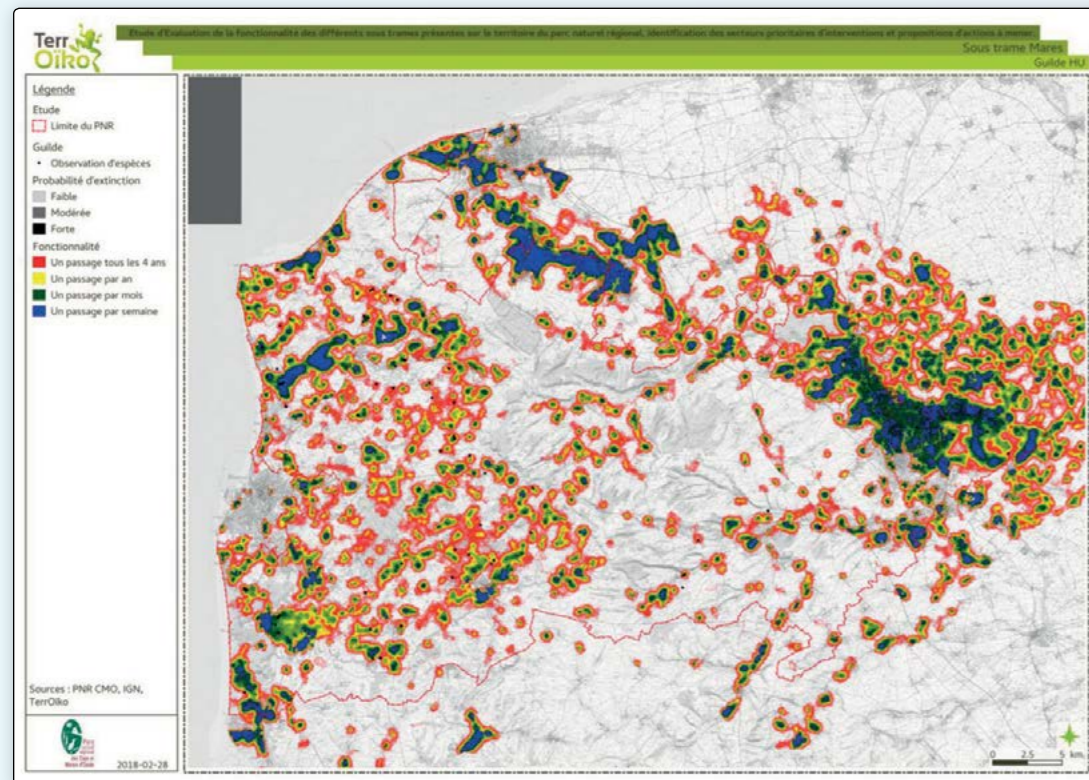 Terr
Oïko
Etude d'Evaluation de la fonctionnalité des différents sous trames présentes sur le territoire du parc naturel régional, identification des secteurs prioritaires d'interventions et propositions d'actions à mener.
Sous trame Mares
Guilde HU
Légende
Etude
Limite du PNR
Guilde
Observation d'espèces
Probabilité d'extinction
Faible
Modérée
Forte
Fonctionnalité
Un passage tous les 4 ans
Un passage par an
Un passage par mois
Un passage par semaine
Sources : PNR CMO, IGN,
TerrOïko
2018-02-28
0 2.5 5 km